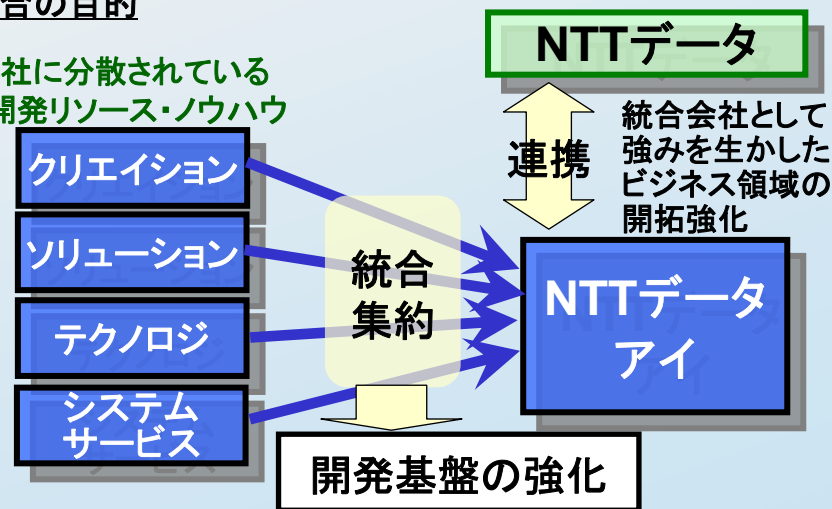 合の目的
社に分散されている
開発リソース・ノウハウ
クリエイション
ソリューション
テクノロジ
システム
サービス
統合
集約
開発基盤の強化
NTTデータ
連携
統合会社として
強みを生かした
ビジネス領域の
開拓強化
NTTデータ
アイ